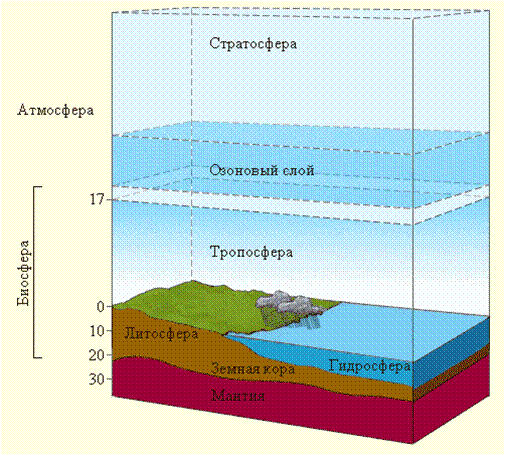 Стратосфера
Атмосфера
Озоновый слой
17
Биосфера
Тропосфера
0
10
Литосфера
20
Земная кора
Гидросфера
30
Мантия